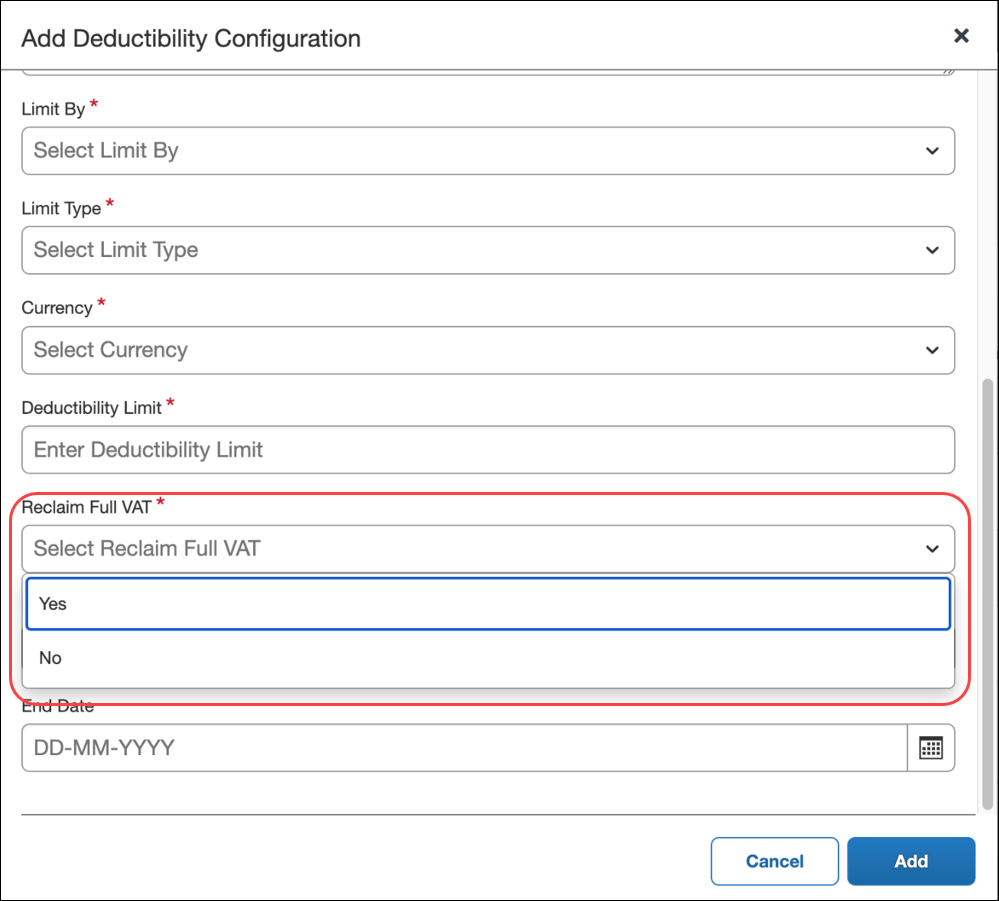 Add Deductibility Configuration
Limit By *
Select Limit By
Limit Type *
Select Limit Type
Currency *
Select Currency
Deductibility Limit *
Enter Deductibility Limit
Reclaim Full VAT *
Select Reclaim Full VAT
Yes
No
End Date
DD-MM-YYYY
Cancel
Add